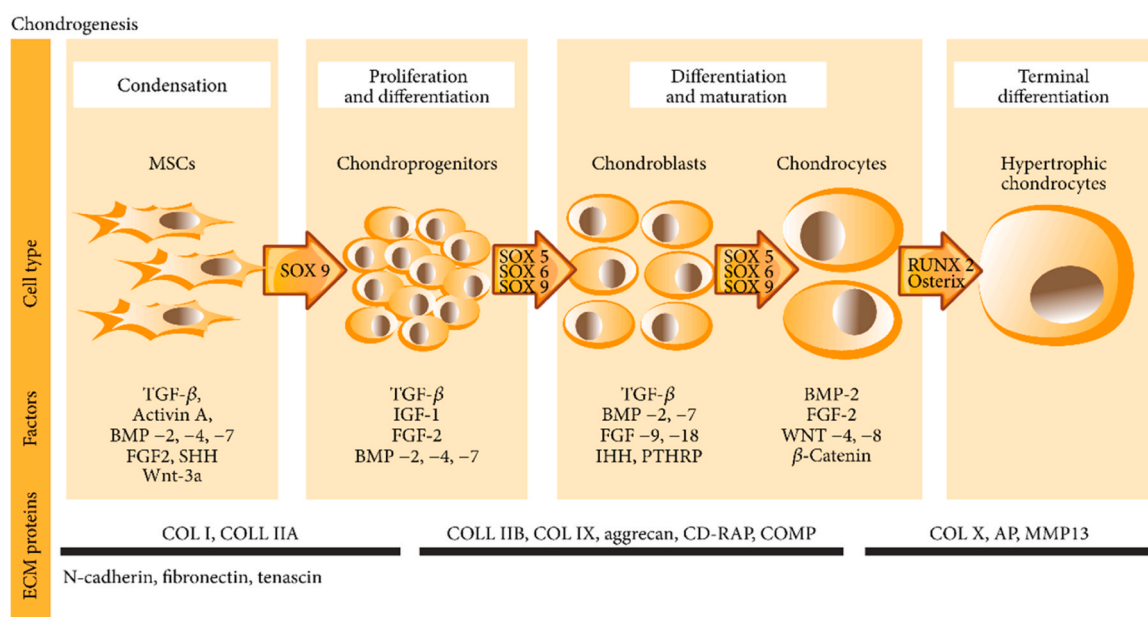 Chondrogenesis
Condensation
Proliferation
and differentiation
Differentiation
and maturation
Terminal
differentiation
Cell type
MSCs
Chondroprogenitors
Chondroblasts
Chondrocytes
Hypertrophic
chondrocytes
SOX 9
SOX 5
SOX 6
SOX 9
SOX 5
SOX 6
SOX 9
RUNX 2
Osterix
Factors
TGF-β,
Activin A,
BMP −2, −4, −7
FGF2, SHH
Wnt-3a
TGF-β
IGF-1
FGF-2
BMP −2, −4, −7
TGF-β
BMP −2, −7
FGF −9, −18
IHH, PTHRP
BMP-2
FGF-2
WNT −4, −8
β-Catenin
ECM proteins
COL I, COLL IIA
COLL IIB, COL IX, aggrecan, CD-RAP, COMP
COL X, AP, MMP13
N-cadherin, fibronectin, tenascin